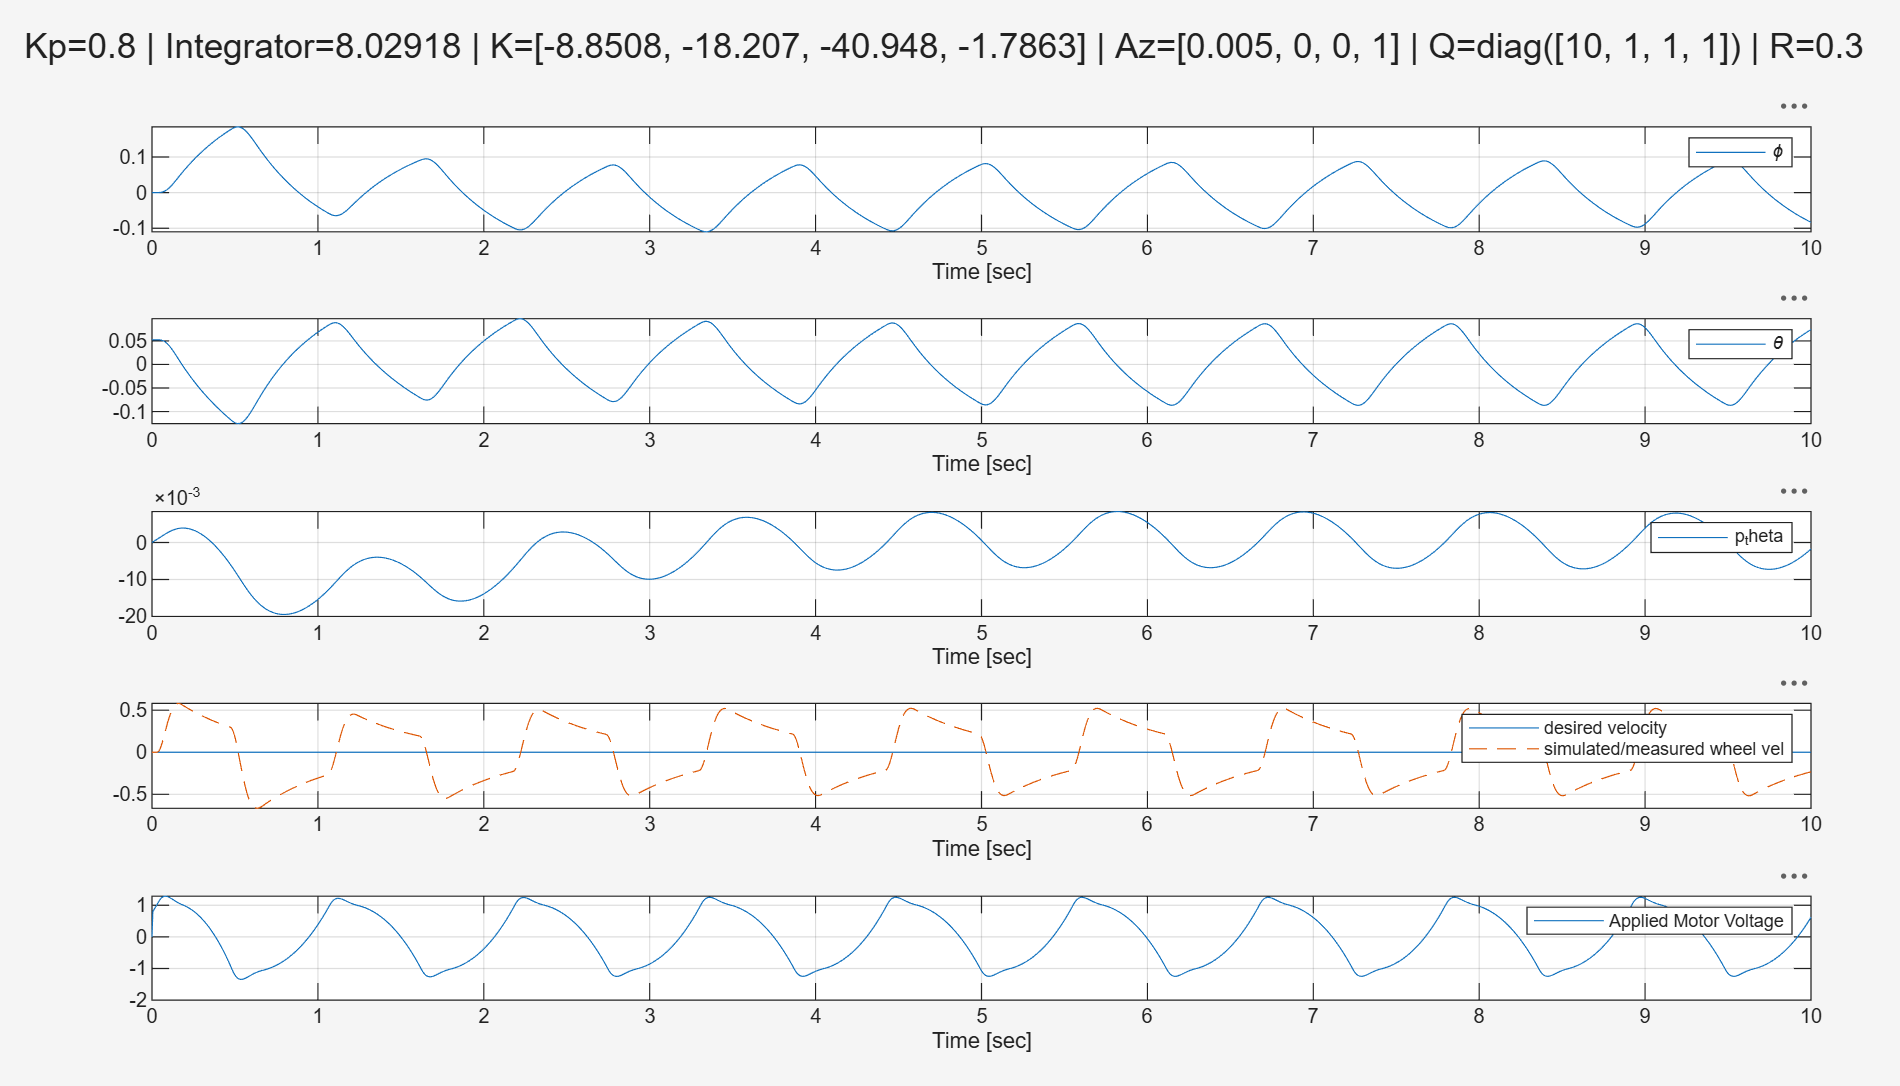 Kp=0.8 | Integrator=8.02918 | K=[-8.8508, -18.207, -40.948, -1.7863] | Az=[0.005, 0, 0, 1] | Q=diag([10, 1, 1, 1]) | R=0.3
0.1
0
-0.1
ϕ
0 1 2 3 4 5 6 7 8 9 10
Time [sec]
0.05
0
-0.05
-0.1
θ
0 1 2 3 4 5 6 7 8 9 10
Time [sec]
×10-3
0
-10
-20
ptheta
0 1 2 3 4 5 6 7 8 9 10
Time [sec]
0.5
0
-0.5
desired velocity
simulated/measured wheel vel
0 1 2 3 4 5 6 7 8 9 10
Time [sec]
1
0
-1
-2
Applied Motor Voltage
0 1 2 3 4 5 6 7 8 9 10
Time [sec]